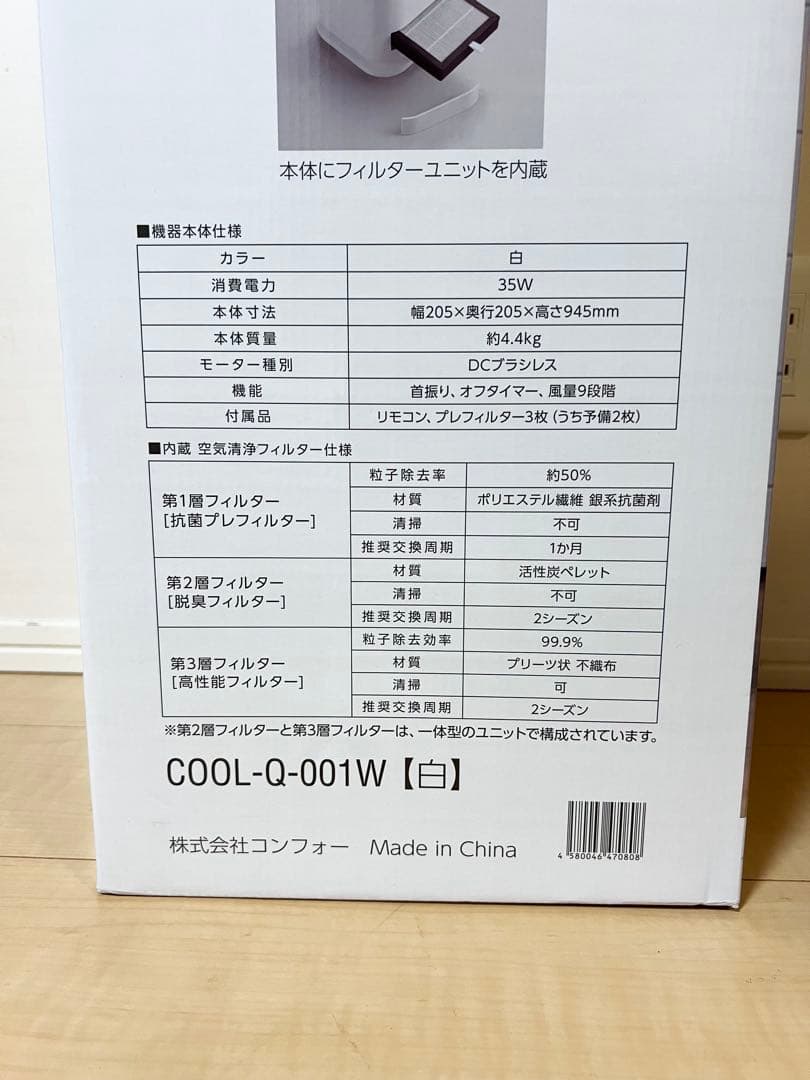 本体にフィルターユニットを内蔵
■機器本体仕様
カラー 白
消費電力 35W
本体寸法 幅205×奥行205×高さ945mm
本体質量 約4.4kg
モーター種別 DCブラシレス
機能 首振り、オフタイマー、風量9段階
付属品 リモコン、プレフィルター3枚（うち予備2枚）
■内蔵 空気清浄フィルター仕様
第1層フィルター
[抗菌プレフィルター]
粒子除去率 約50%
材質 ポリエステル繊維 銀系抗菌剤
清掃 不可
推奨交換周期 1か月
第2層フィルター
[脱臭フィルター]
材質 活性炭ペレット
清掃 不可
推奨交換周期 2シーズン
第3層フィルター
[高性能フィルター]
粒子除去効率 99.9%
材質 プリーツ状 不織布
清掃 可
推奨交換周期 2シーズン
※第2層フィルターと第3層フィルターは、一体型のユニットで構成されています。
COOL-Q-001W【白】
株式会社コンフォー Made in China
4 580046 470808